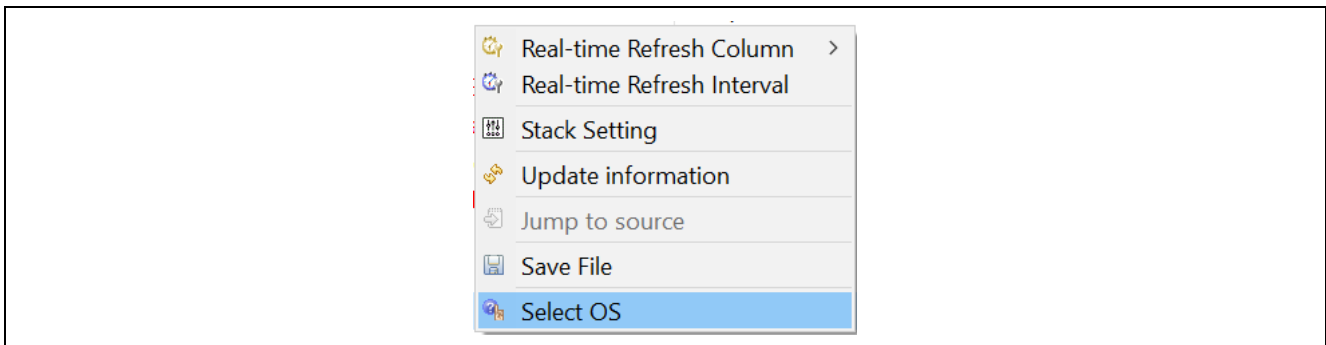 Real-time Refresh Column >
Real-time Refresh Interval
Stack Setting
Update information
Jump to source
Save File
Select OS